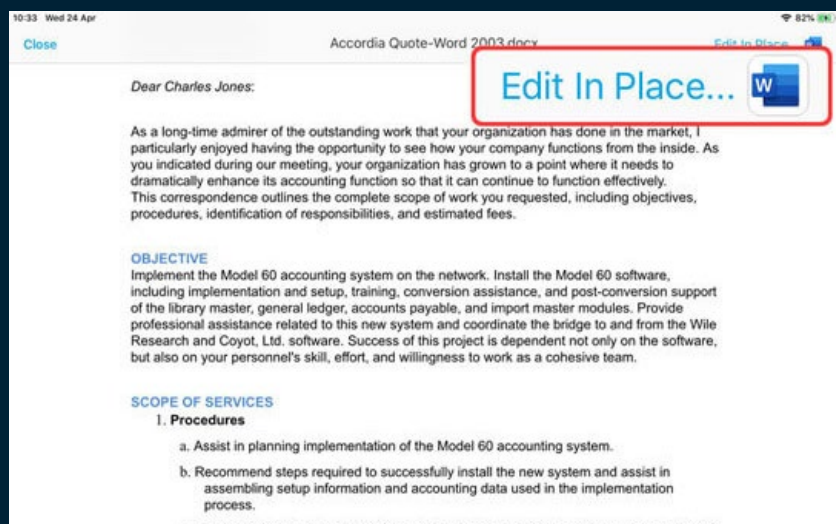 10:33 Wed 24 Apr
82%
Close
Accordia Quote-Word 2003.docx
Edit In Place...
Edit In Place... W
Dear Charles Jones:
As a long-time admirer of the outstanding work that your organization has done in the market, I
particularly enjoyed having the opportunity to see how your company functions from the inside. As
you indicated during our meeting, your organization has grown to a point where it needs to
dramatically enhance its accounting function so that it can continue to function effectively.
This correspondence outlines the complete scope of work you requested, including objectives,
procedures, identification of responsibilities, and estimated fees.
OBJECTIVE
Implement the Model 60 accounting system on the network. Install the Model 60 software,
including implementation and setup, training, conversion assistance, and post-conversion support
of the library master, general ledger, accounts payable, and import master modules. Provide
professional assistance related to this new system and coordinate the bridge to and from the Wile
Research and Coyot, Ltd. software. Success of this project is dependent not only on the software,
but also on your personnel's skill, effort, and willingness to work as a cohesive team.
SCOPE OF SERVICES
1. Procedures
a. Assist in planning implementation of the Model 60 accounting system.
b. Recommend steps required to successfully install the new system and assist in
assembling setup information and accounting data used in the implementation
process.